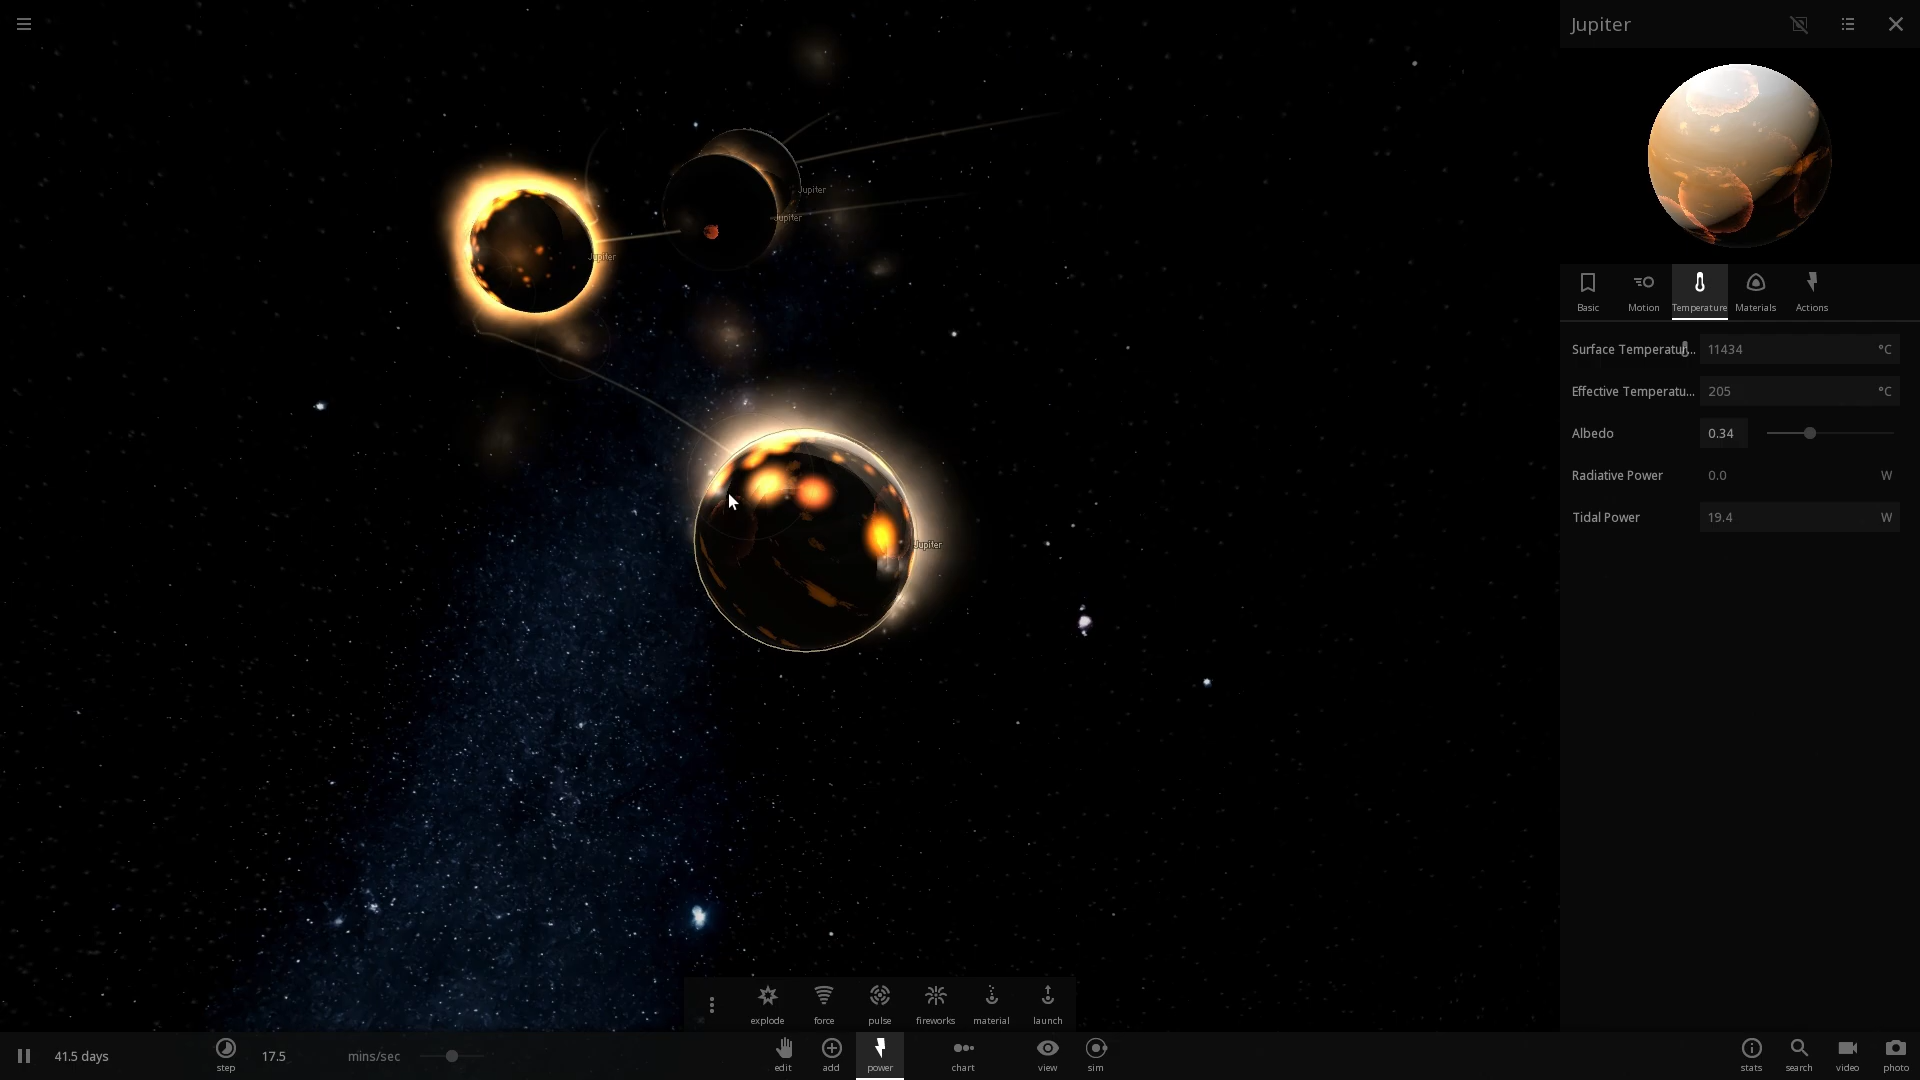 Jupiter
Jupiter
Jupiter
Jupiter
Jupiter
Basic
Motion
Temperature
Materials
Actions
Surface Temperatur... 11434 °C
Effective Temperatu... 205 °C
Albedo 0.34
Radiative Power 0.0 W
Tidal Power 19.4 W
explode force pulse fireworks material launch
41.5 days
step
17.5 mins/sec
edit add power chart view sim
stats search video photo